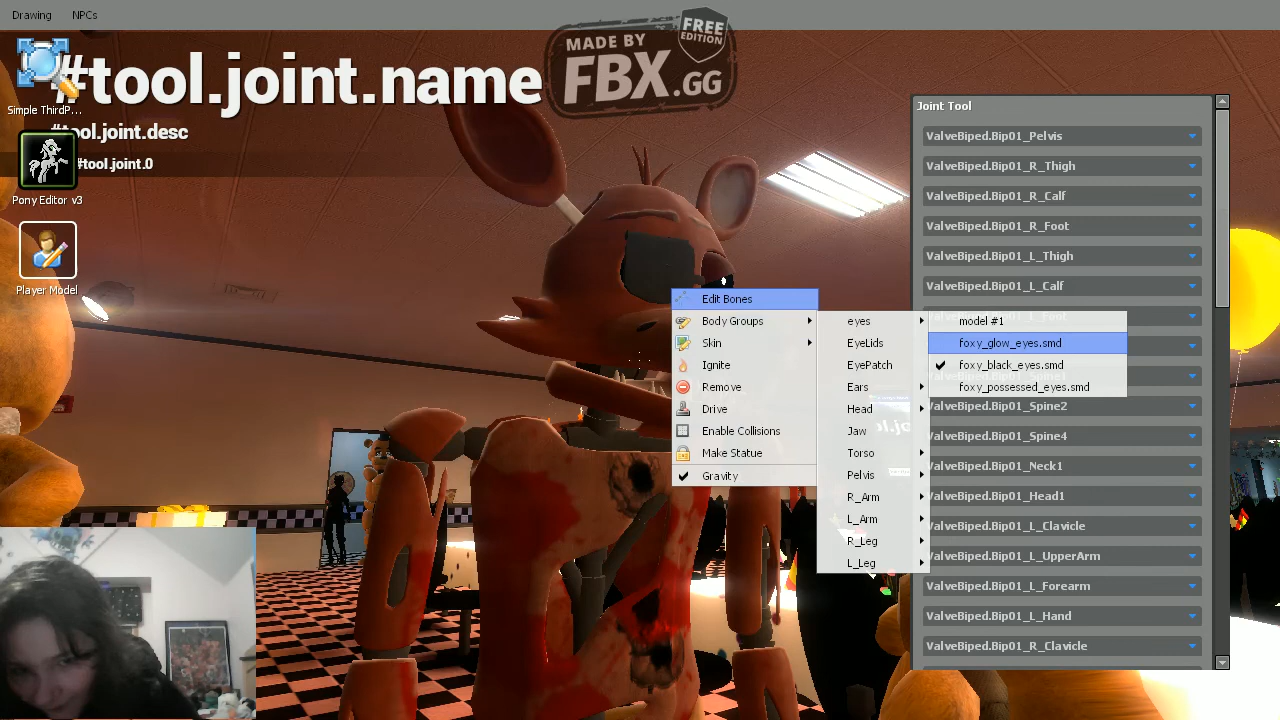 Drawing NPCs
MADE BY
FREE
EDITION
FBX.GG
#tool.joint.name
#tool.joint.desc
#tool.joint.0
Simple ThirdP...
Pony Editor v3
Player Model
Edit Bones
Body Groups
Skin
Ignite
Remove
Drive
Enable Collisions
Make Statue
Gravity
eyes
EyeLids
EyePatch
Ears
Head
Jaw
Torso
Pelvis
R_Arm
L_Arm
R_Leg
L_Leg
model #1
foxy_glow_eyes.smd
foxy_black_eyes.smd
foxy_possessed_eyes.smd
Joint Tool
ValveBiped.Bip01_Pelvis
ValveBiped.Bip01_R_Thigh
ValveBiped.Bip01_R_Calf
ValveBiped.Bip01_R_Foot
ValveBiped.Bip01_L_Thigh
ValveBiped.Bip01_L_Calf
ValveBiped.Bip01_Spine2
ValveBiped.Bip01_Spine4
ValveBiped.Bip01_Neck1
ValveBiped.Bip01_Head1
ValveBiped.Bip01_L_Clavicle
ValveBiped.Bip01_L_UpperArm
ValveBiped.Bip01_L_Forearm
ValveBiped.Bip01_L_Hand
ValveBiped.Bip01_R_Clavicle